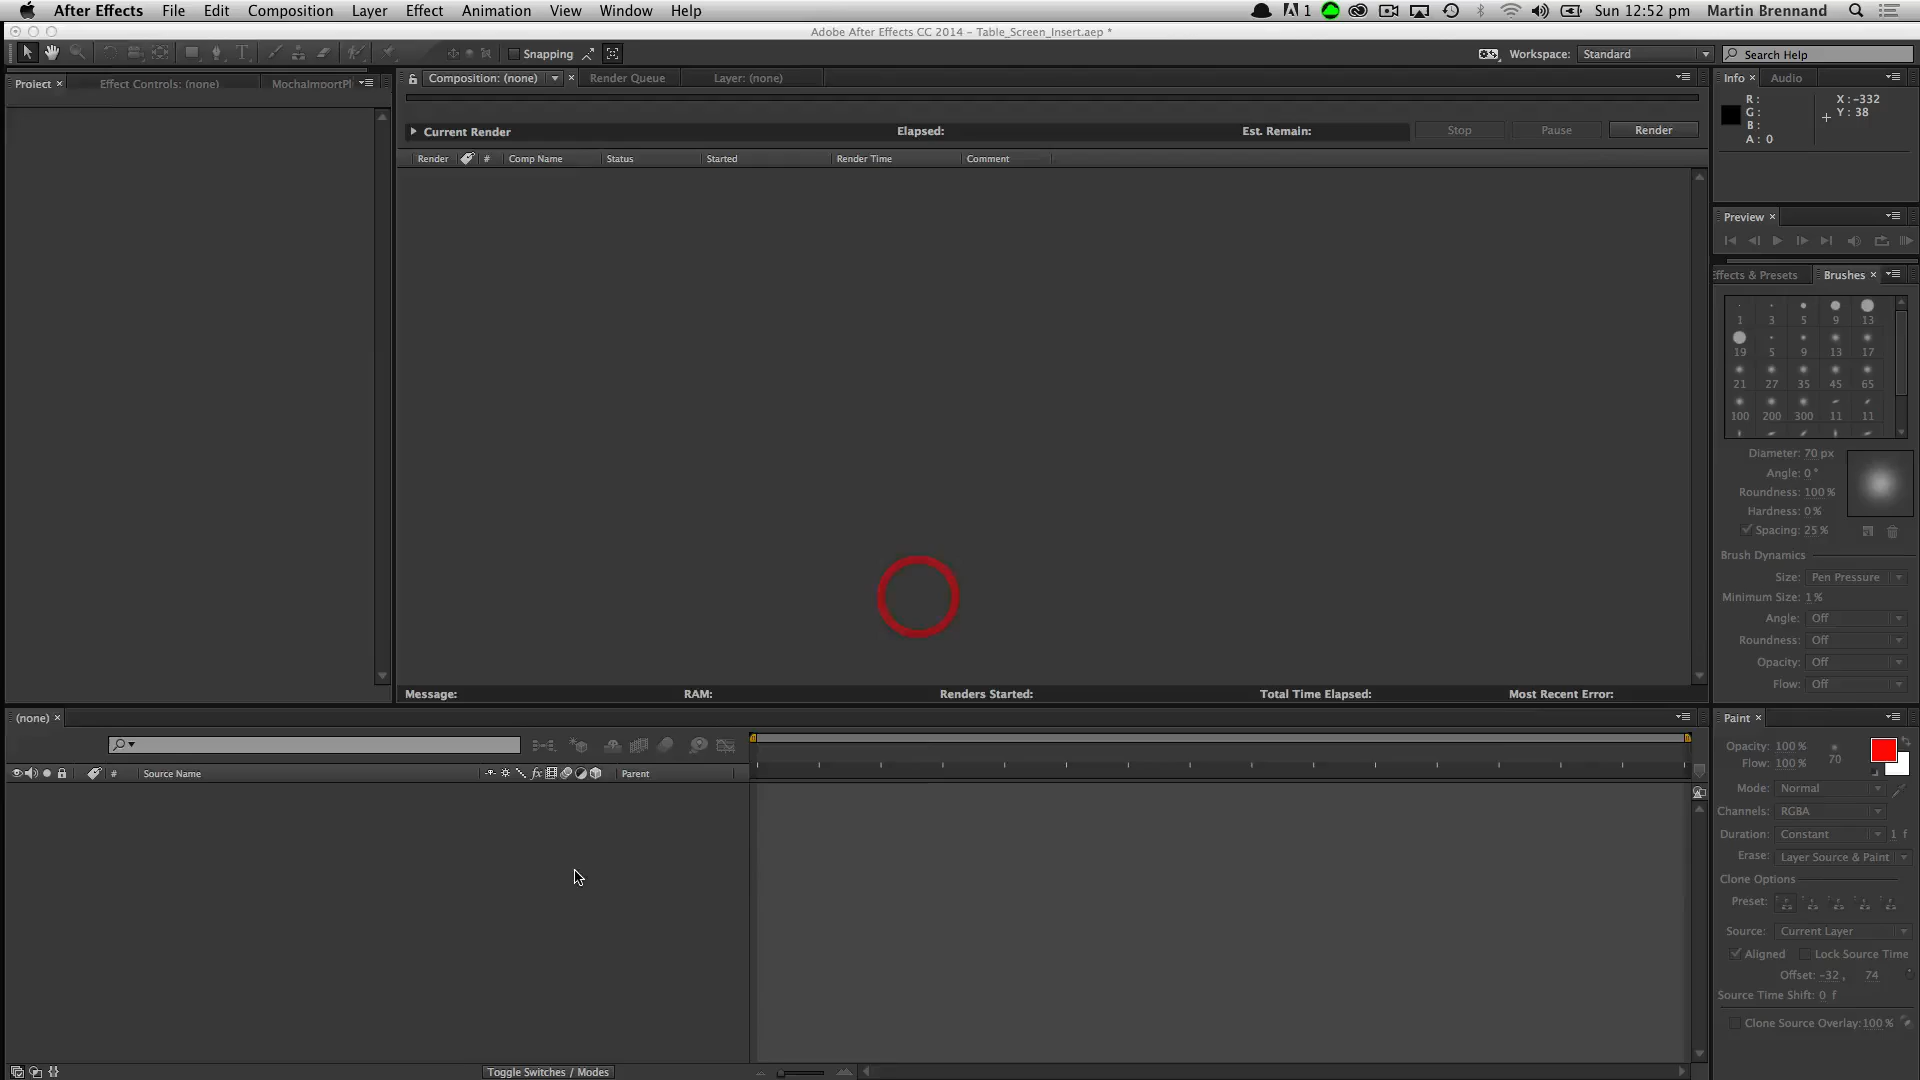 After Effects File Edit Composition Layer Effect Animation View Window Help 1 Sun 12:52 pm Martin Brennand
Adobe After Effects CC 2014 - Table_Screen_Insert.aep *
Snapping Workspace: Standard Search Help
Project Effect Controls: (none) MochaImportPl Composition: (none) Render Queue Layer: (none) Info Audio
R: X: -332
G: Y: 38
B:
A: 0
Current Render Elapsed: Est. Remain: Stop Pause Render
Render # Comp Name Status Started Render Time Comment
Preview
Effects & Presets Brushes
1 3 5 9 13
19 5 9 13 17
21 27 35 45 65
100 200 300 11 11
Diameter: 70 px
Angle: 0 °
Roundness: 100 %
Hardness: 0 %
Spacing: 25 %
Brush Dynamics
Size: Pen Pressure
Minimum Size: 1 %
Angle: Off
Roundness: Off
Opacity: Off
Flow: Off
Message: RAM: Renders Started: Total Time Elapsed: Most Recent Error:
(none) Paint
Opacity: 100 %
Flow: 100 % 70
# Source Name fx Parent
Mode: Normal
Channels: RGBA
Duration: Constant 1 f
Erase: Layer Source & Paint
Clone Options
Preset:
Source: Current Layer
Aligned Lock Source Time
Offset: -32 , 74
Source Time Shift: 0 f
Clone Source Overlay: 100 %
Toggle Switches / Modes